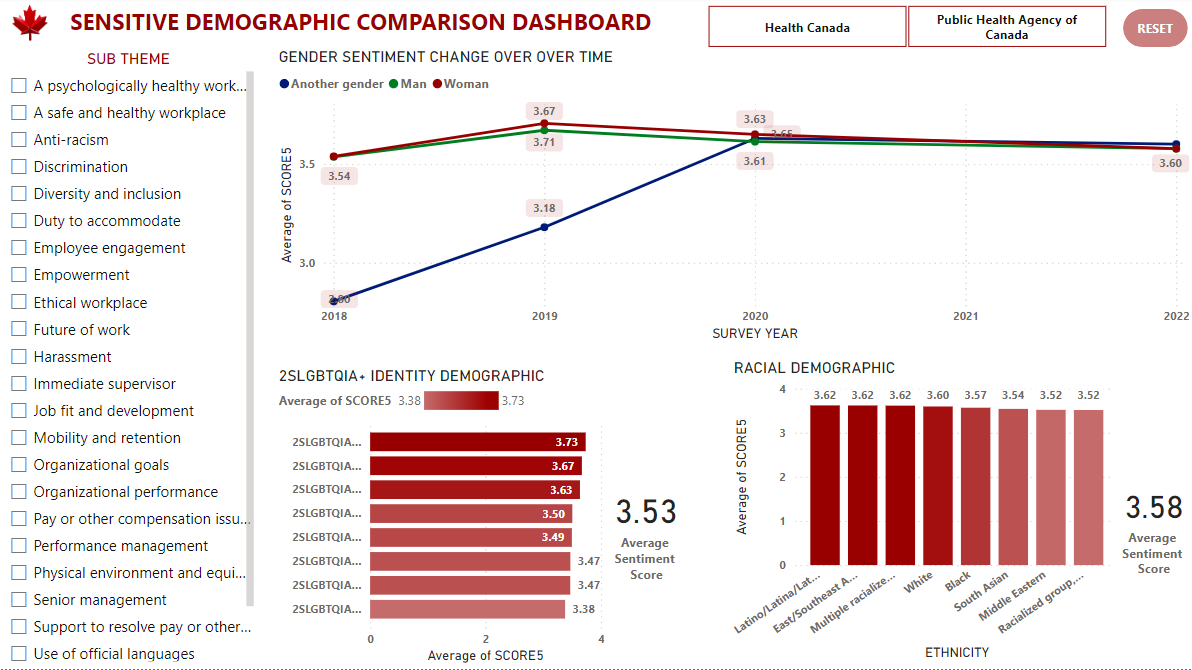 SENSITIVE DEMOGRAPHIC COMPARISON DASHBOARD
Health Canada
Public Health Agency of
Canada
RESET
SUB THEME
A psychologically healthy work...
A safe and healthy workplace
Anti-racism
Discrimination
Diversity and inclusion
Duty to accommodate
Employee engagement
Empowerment
Ethical workplace
Future of work
Harassment
Immediate supervisor
Job fit and development
Mobility and retention
Organizational goals
Organizational performance
Pay or other compensation issu...
Performance management
Physical environment and equi...
Senior management
Support to resolve pay or other...
Use of official languages
GENDER SENTIMENT CHANGE OVER OVER TIME
Another gender Man Woman
Average of SCORE5
3.5
3.0
3.54
3.67
3.71
3.18
3.63
3.65
3.61
3.60
2.80
2018 2019 2020 2021 2022
SURVEY YEAR
2SLGBTQIA+ IDENTITY DEMOGRAPHIC
Average of SCORE5 3.38 3.73
2SLGBTQIA... 3.73
2SLGBTQIA... 3.67
2SLGBTQIA... 3.63
2SLGBTQIA... 3.50
2SLGBTQIA... 3.49
2SLGBTQIA... 3.47
2SLGBTQIA... 3.47
2SLGBTQIA... 3.38
0 2 4
Average of SCORE5
3.53
Average
Sentiment
Score
RACIAL DEMOGRAPHIC
Average of SCORE5
4
3
2
1
0
3.62 3.62 3.62 3.60 3.57 3.54 3.52 3.52
Latino/Latina/Lat...
East/Southeast A...
Multiple racialize...
White
Black
South Asian
Middle Eastern
Racialized group,...
ETHNICITY
3.58
Average
Sentiment
Score